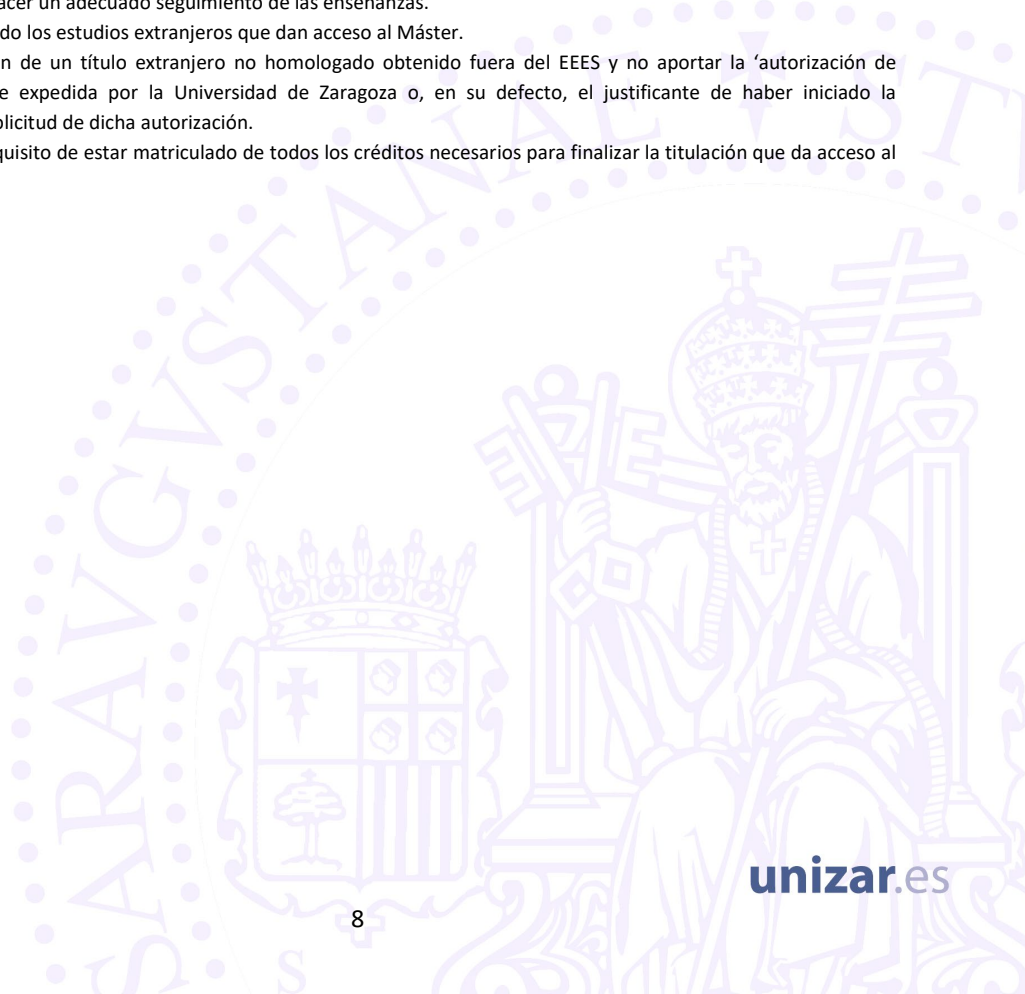 acer un adecuado seguimiento de las enseñanzas.
do los estudios extranjeros que dan acceso al Máster.
n de un título extranjero no homologado obtenido fuera del EEES y no aportar la ‘autorización de
e expedida por la Universidad de Zaragoza o, en su defecto, el justificante de haber iniciado la
olicitud de dicha autorización.
quisito de estar matriculado de todos los créditos necesarios para finalizar la titulación que da acceso al
ARAVGVSTANAE STV
S
unizar.es
8